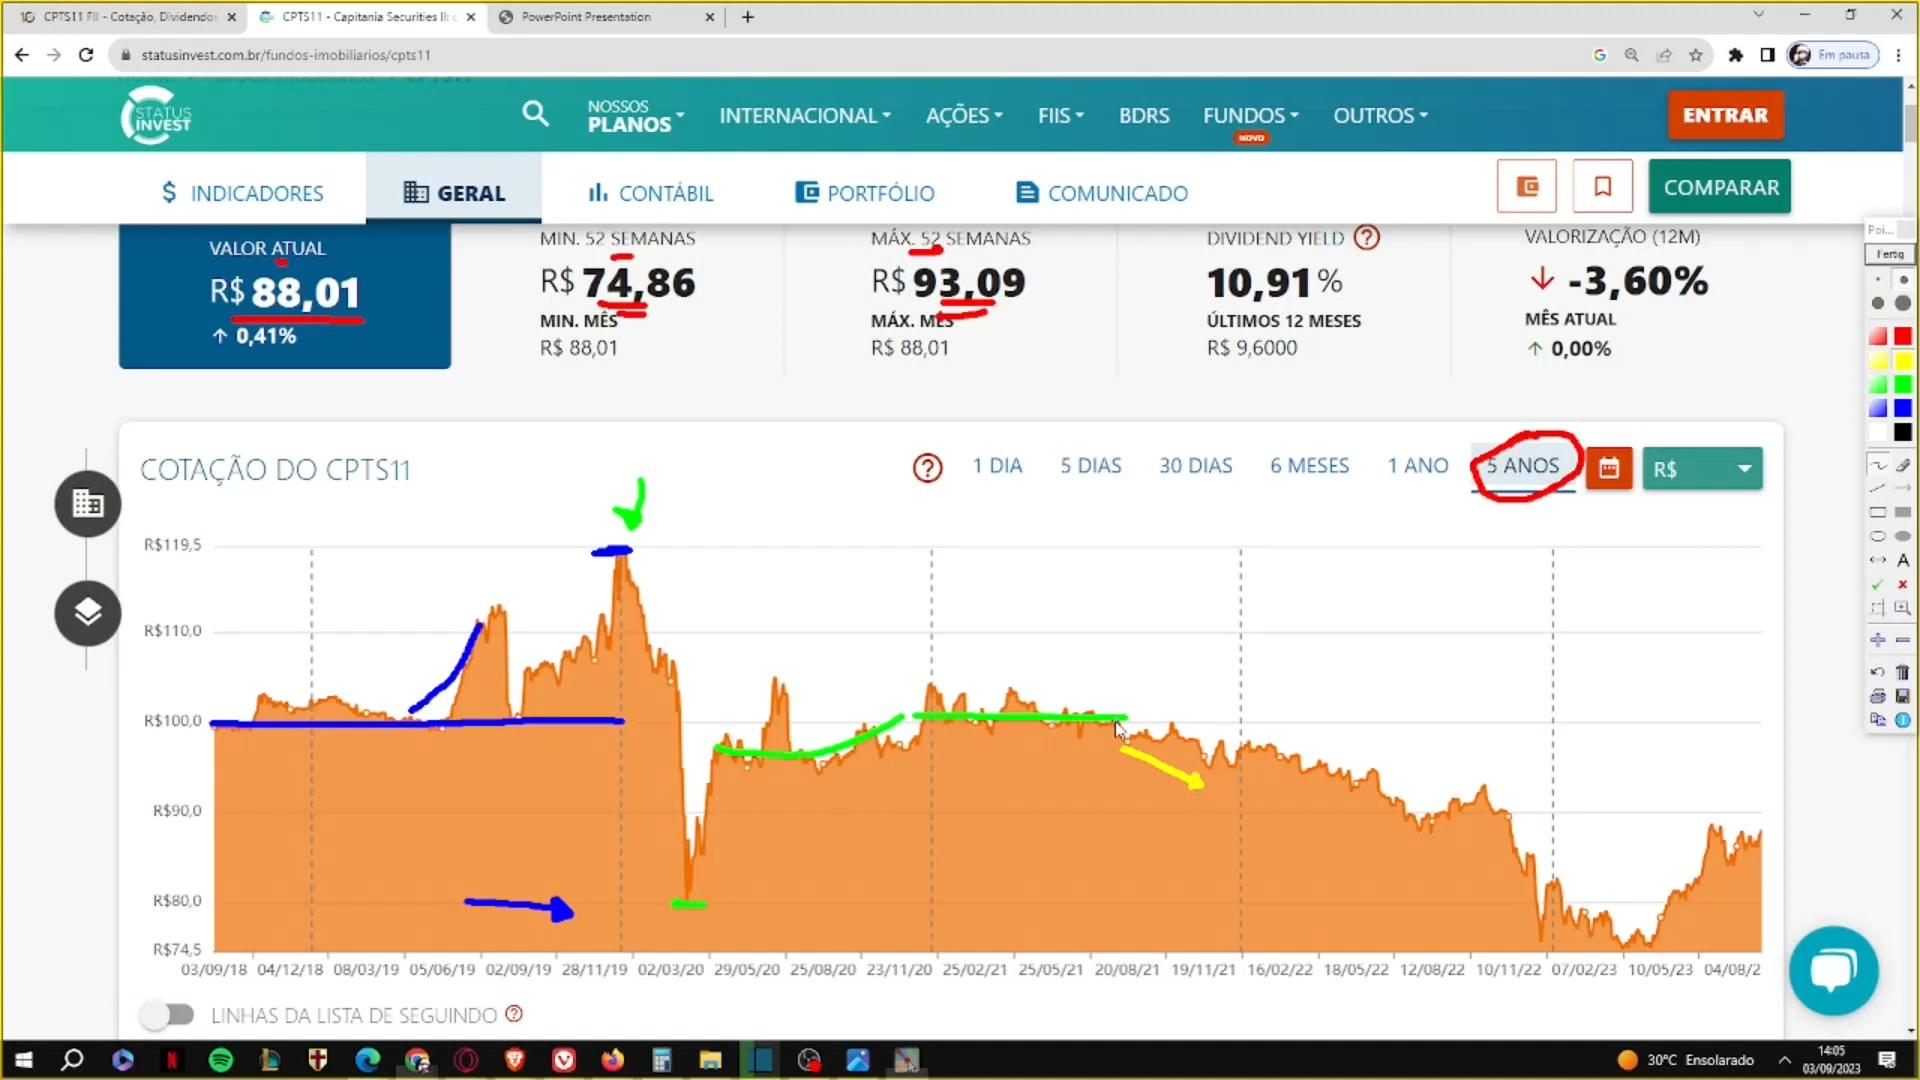 CPTS11 FII - Cotação, Dividendos
CPTS11 - Capitania Securities II: c
PowerPoint Presentation
statusinvest.com.br/fundos-imobiliarios/cpts11
Em pausa
STATUS
INVEST
NOSSOS
PLANOS
INTERNACIONAL
AÇÕES
FIIS
BDRS
FUNDOS
NOVO
OUTROS
ENTRAR
INDICADORES
GERAL
CONTÁBIL
PORTFÓLIO
COMUNICADO
COMPARAR
Poi...
Fertig
VALOR ATUAL
R$ 88,01
↑ 0,41%
MIN. 52 SEMANAS
R$ 74,86
MIN. MÊS
R$ 88,01
MÁX. 52 SEMANAS
R$ 93,09
MÁX. MÊS
R$ 88,01
DIVIDEND YIELD ?
10,91%
ÚLTIMOS 12 MESES
R$ 9,6000
VALORIZAÇÃO (12M)
↓ -3,60%
MÊS ATUAL
↑ 0,00%
COTAÇÃO DO CPTS11
?
1 DIA
5 DIAS
30 DIAS
6 MESES
1 ANO
5 ANOS
R$
R$119,5
R$110,0
R$100,0
R$90,0
R$80,0
R$74,5
03/09/18 04/12/18 08/03/19 05/06/19 02/09/19 28/11/19 02/03/20 29/05/20 25/08/20 23/11/20 25/02/21 25/05/21 20/08/21 19/11/21 16/02/22 18/05/22 12/08/22 10/11/22 07/02/23 10/05/23 04/08/2
LINHAS DA LISTA DE SEGUINDO ?
A
30°C Ensolarado
14:05
03/09/2023